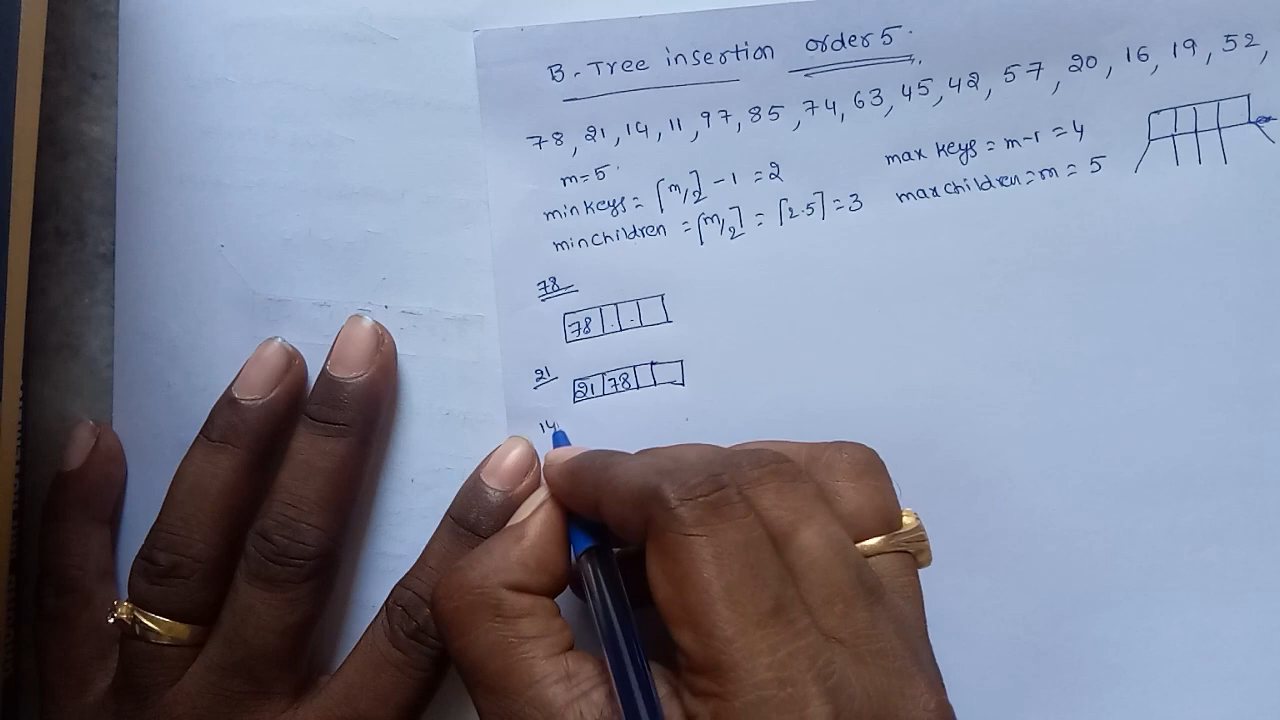 B-Tree insertion order 5.
78, 21, 14, 11, 97, 85, 74, 63, 45, 42, 57, 20, 16, 19, 52,
m=5
min keys = ⌈m/2⌉ - 1 = 2
max keys = m-1 = 4
min children = ⌈m/2⌉ = ⌈2.5⌉ = 3
max children = m = 5
78
78
21
21 78
14